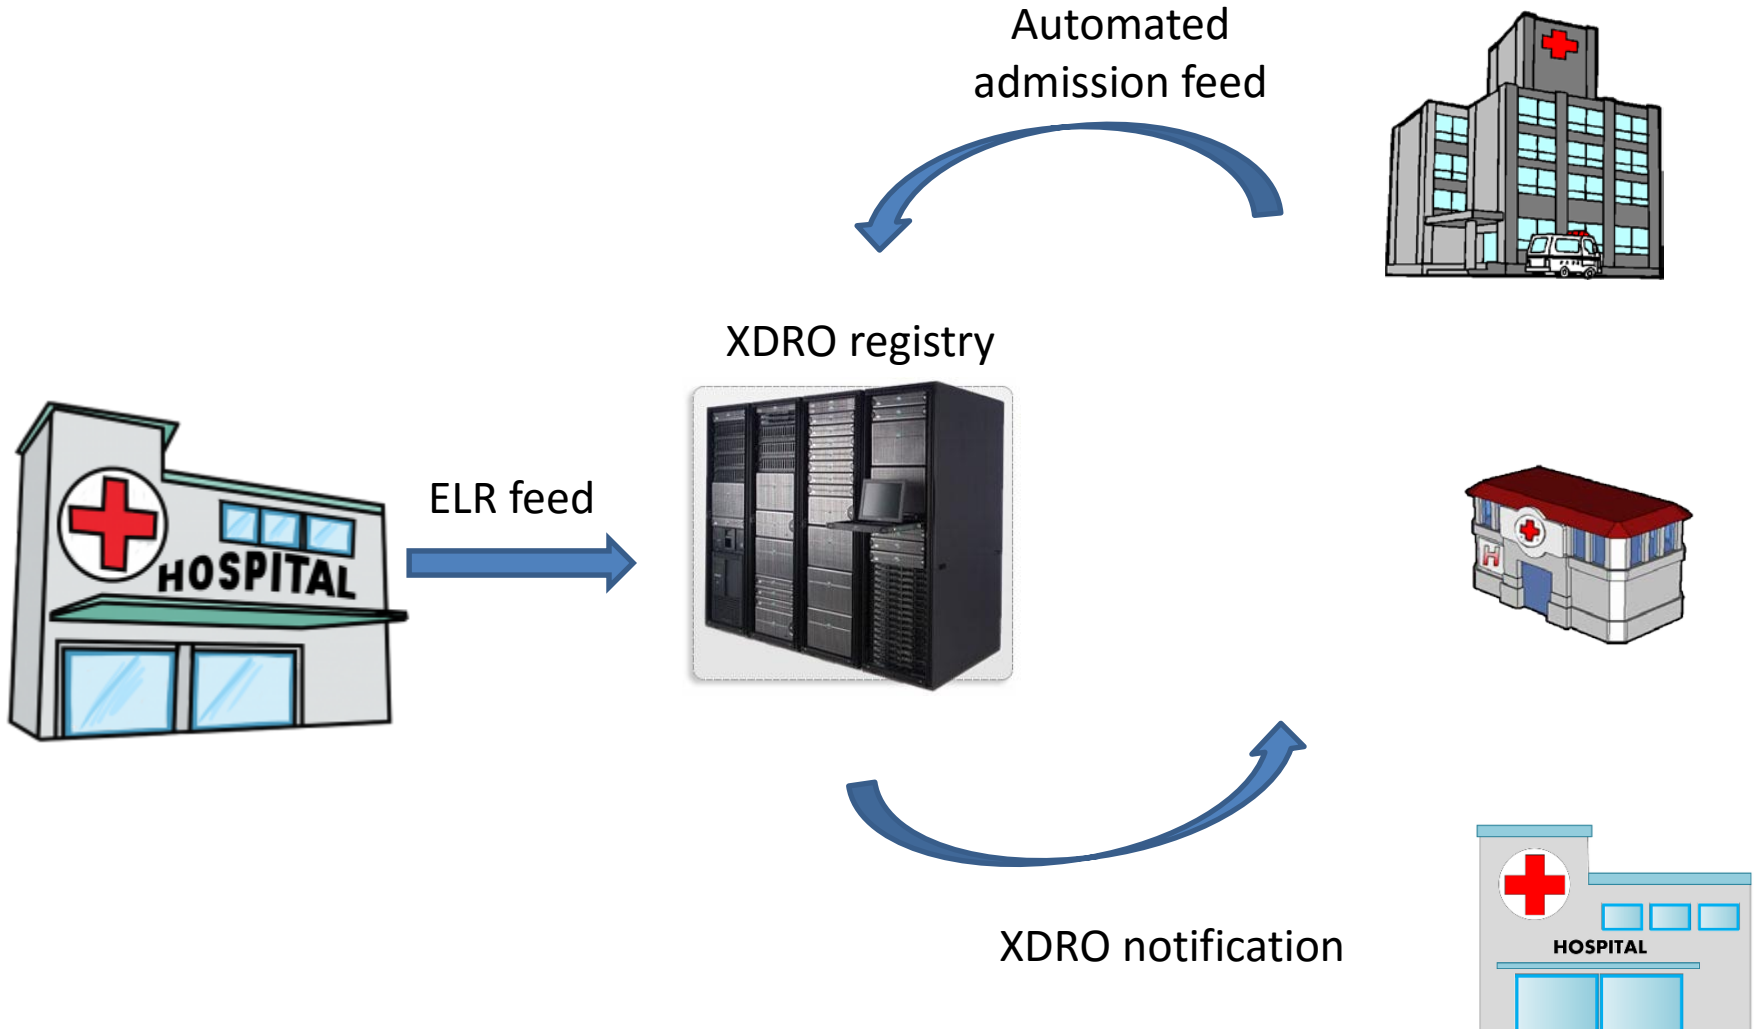 Automated
admission feed
XDRO registry
ELR feed
HOSPITAL
H
XDRO notification
HOSPITAL